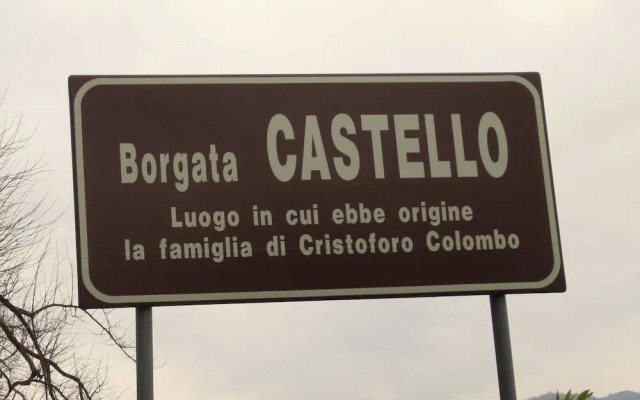 Borgata CASTELLO
Luogo in cui ebbe origine
la famiglia di Cristoforo Colombo